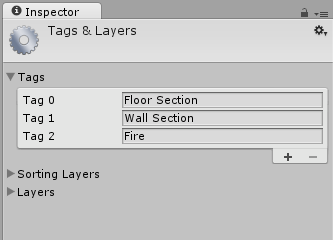 Inspector
Tags & Layers
Tags
Tag 0 Floor Section
Tag 1 Wall Section
Tag 2 Fire
Sorting Layers
Layers